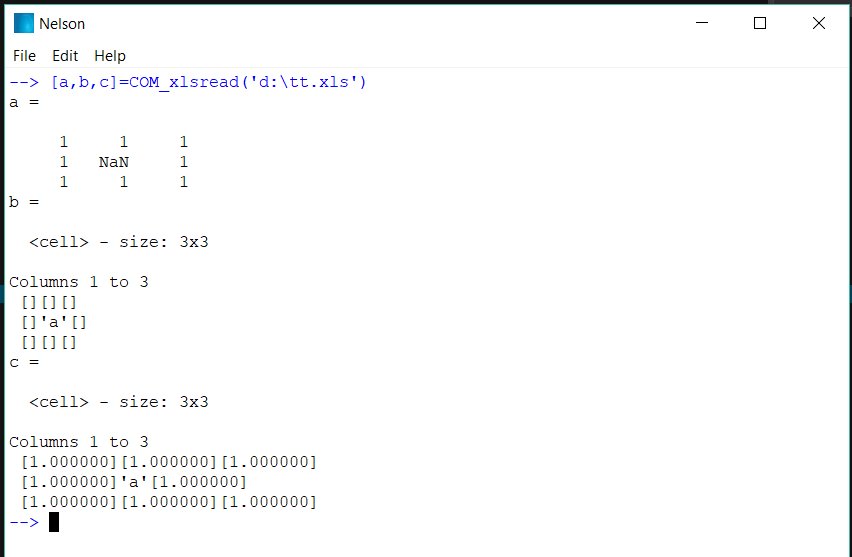 Nelson
File Edit Help
--> [a,b,c]=COM_xlsread('d:\tt.xls')
a =
1 1 1
1 NaN 1
1 1 1
b =
<cell> - size: 3x3
Columns 1 to 3
[][][]
[]'a'[]
[][][]
c =
<cell> - size: 3x3
Columns 1 to 3
[1.000000][1.000000][1.000000]
[1.000000]'a'[1.000000]
[1.000000][1.000000][1.000000]
-->